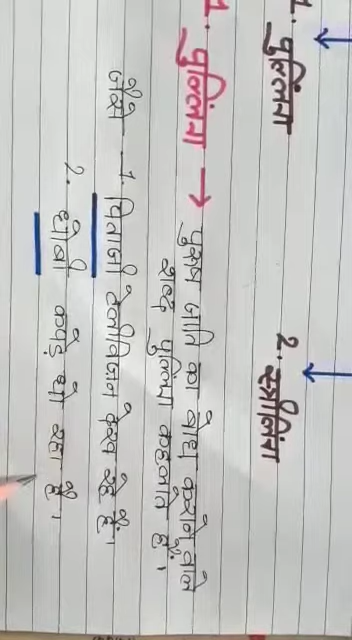 1. पुल्लिंग
2. स्त्रीलिंग
1. पुल्लिंग → पुरुष जाति का बोध कराने वाले
शब्द पुल्लिंग कहलाते हैं।
जैसे - 1. पिताजी टेलीविजन देख रहे हैं।
2. धोबी कपड़े धो रहा है।